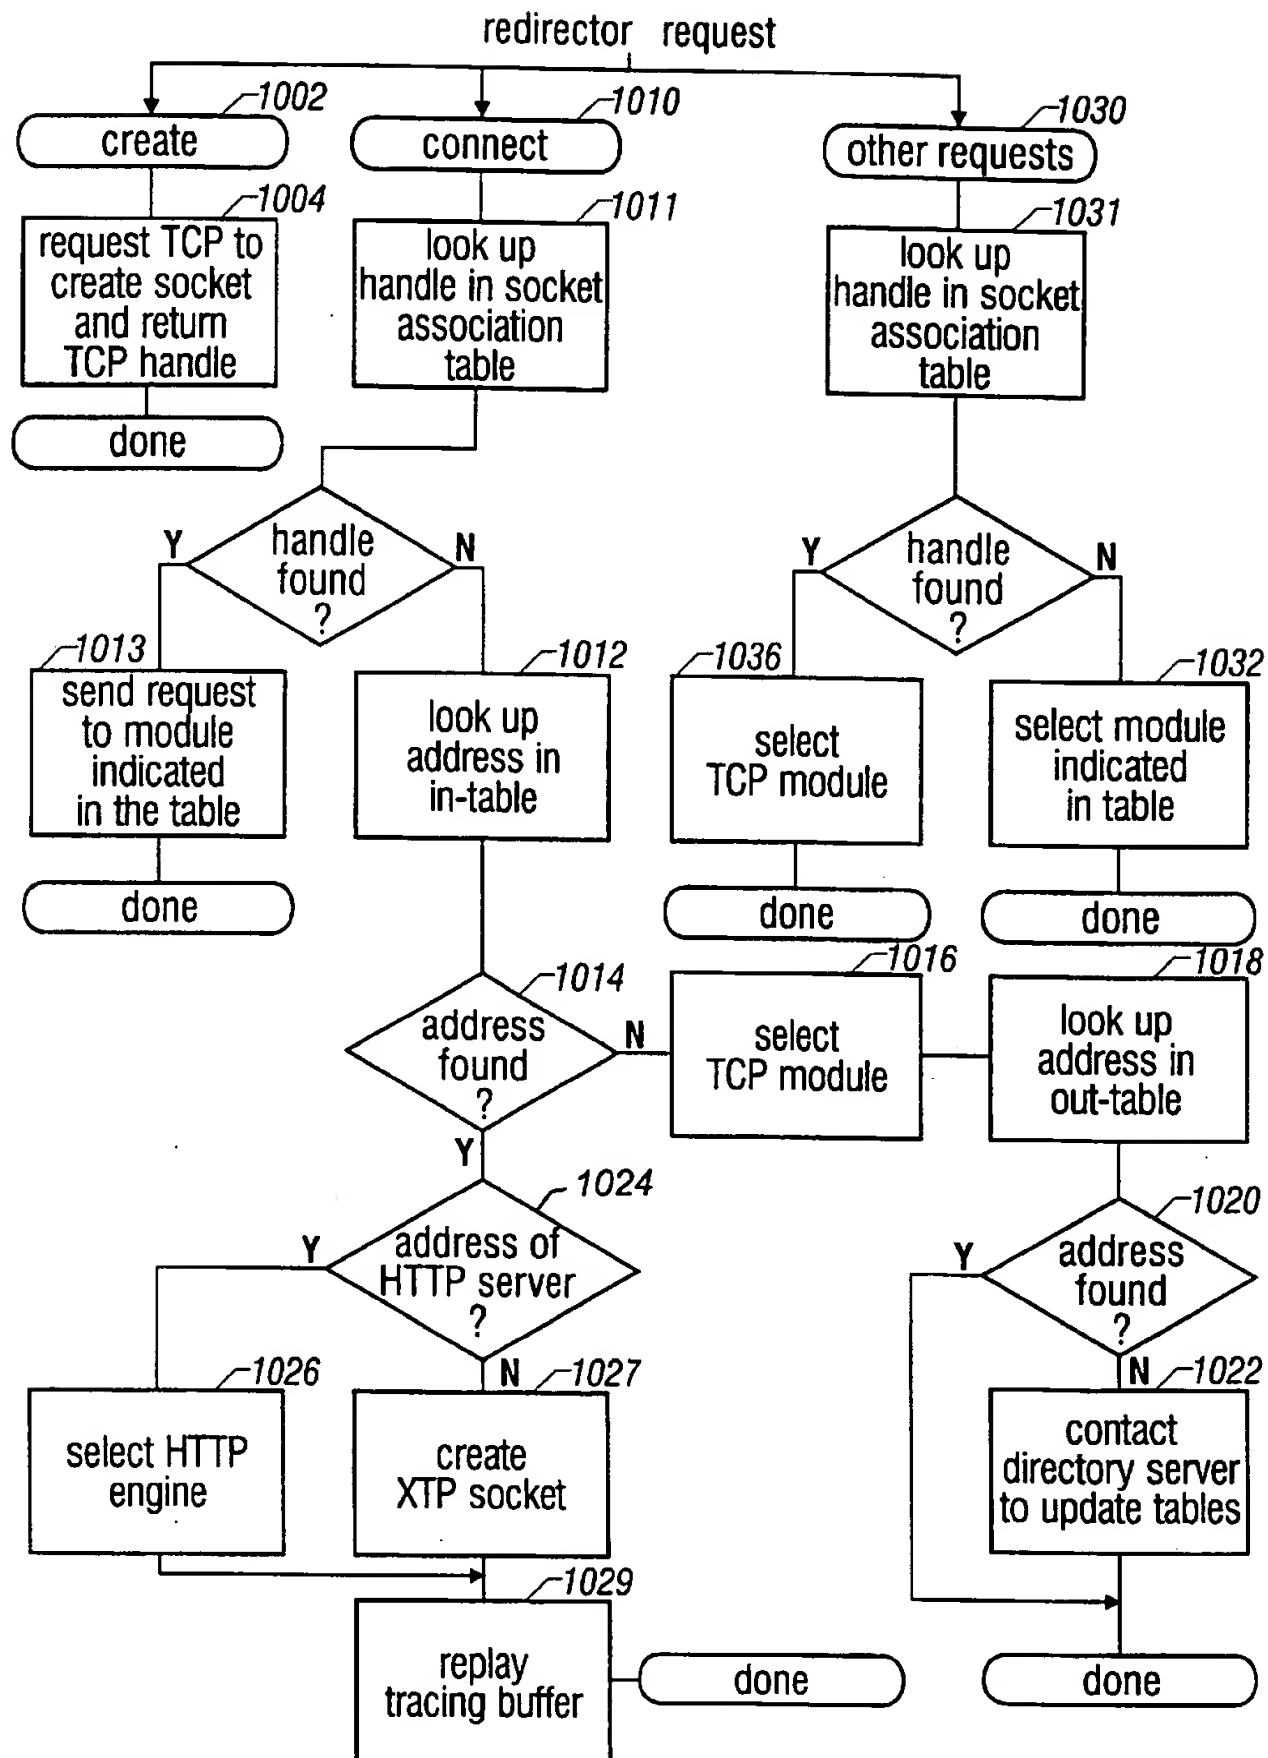 redirector request
1002
create
1004
request TCP to
create socket
and return
TCP handle
done
1010
connect
1011
look up
handle in socket
association
table
handle
found
?
Y
N
1013
send request
to module
indicated
in the table
done
1012
look up
address in
in-table
1014
address
found
?
N
Y
1016
select
TCP module
1018
look up
address in
out-table
1020
address
found
?
Y
N
1022
contact
directory server
to update tables
done
1024
address of
HTTP server
?
Y
N
1026
select HTTP
engine
1027
create
XTP socket
1029
replay
tracing buffer
done
1030
other requests
1031
look up
handle in socket
association
table
handle
found
?
Y
N
1036
select
TCP module
done
1032
select module
indicated
in table
done